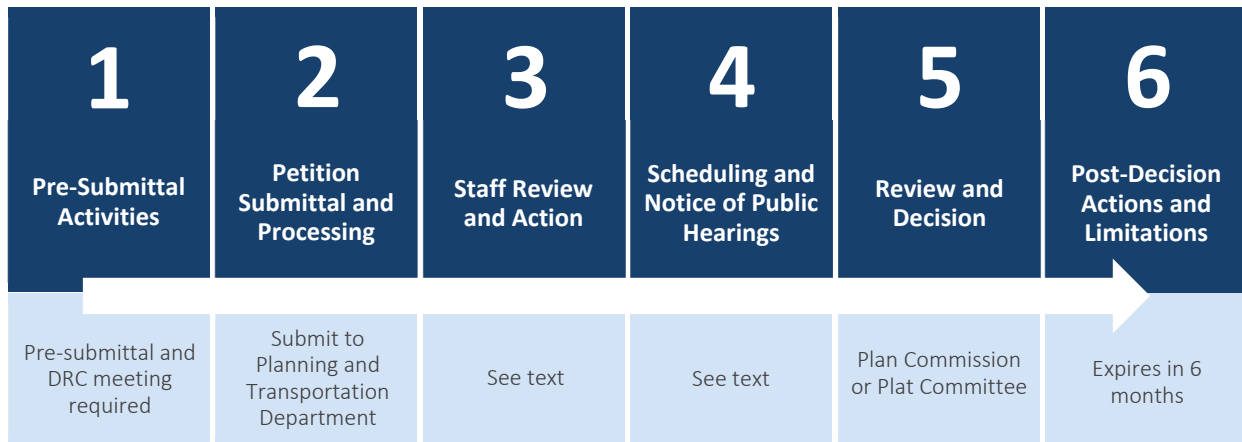 1
Pre-Submittal
Activities
2
Petition
Submittal and
Processing
3
Staff Review
and Action
4
Scheduling and
Notice of Public
Hearings
5
Review and
Decision
6
Post-Decision
Actions and
Limitations
Pre-submittal and
DRC meeting
required
Submit to
Planning and
Transportation
Department
See text
See text
Plan Commission
or Plat Committee
Expires in 6
months